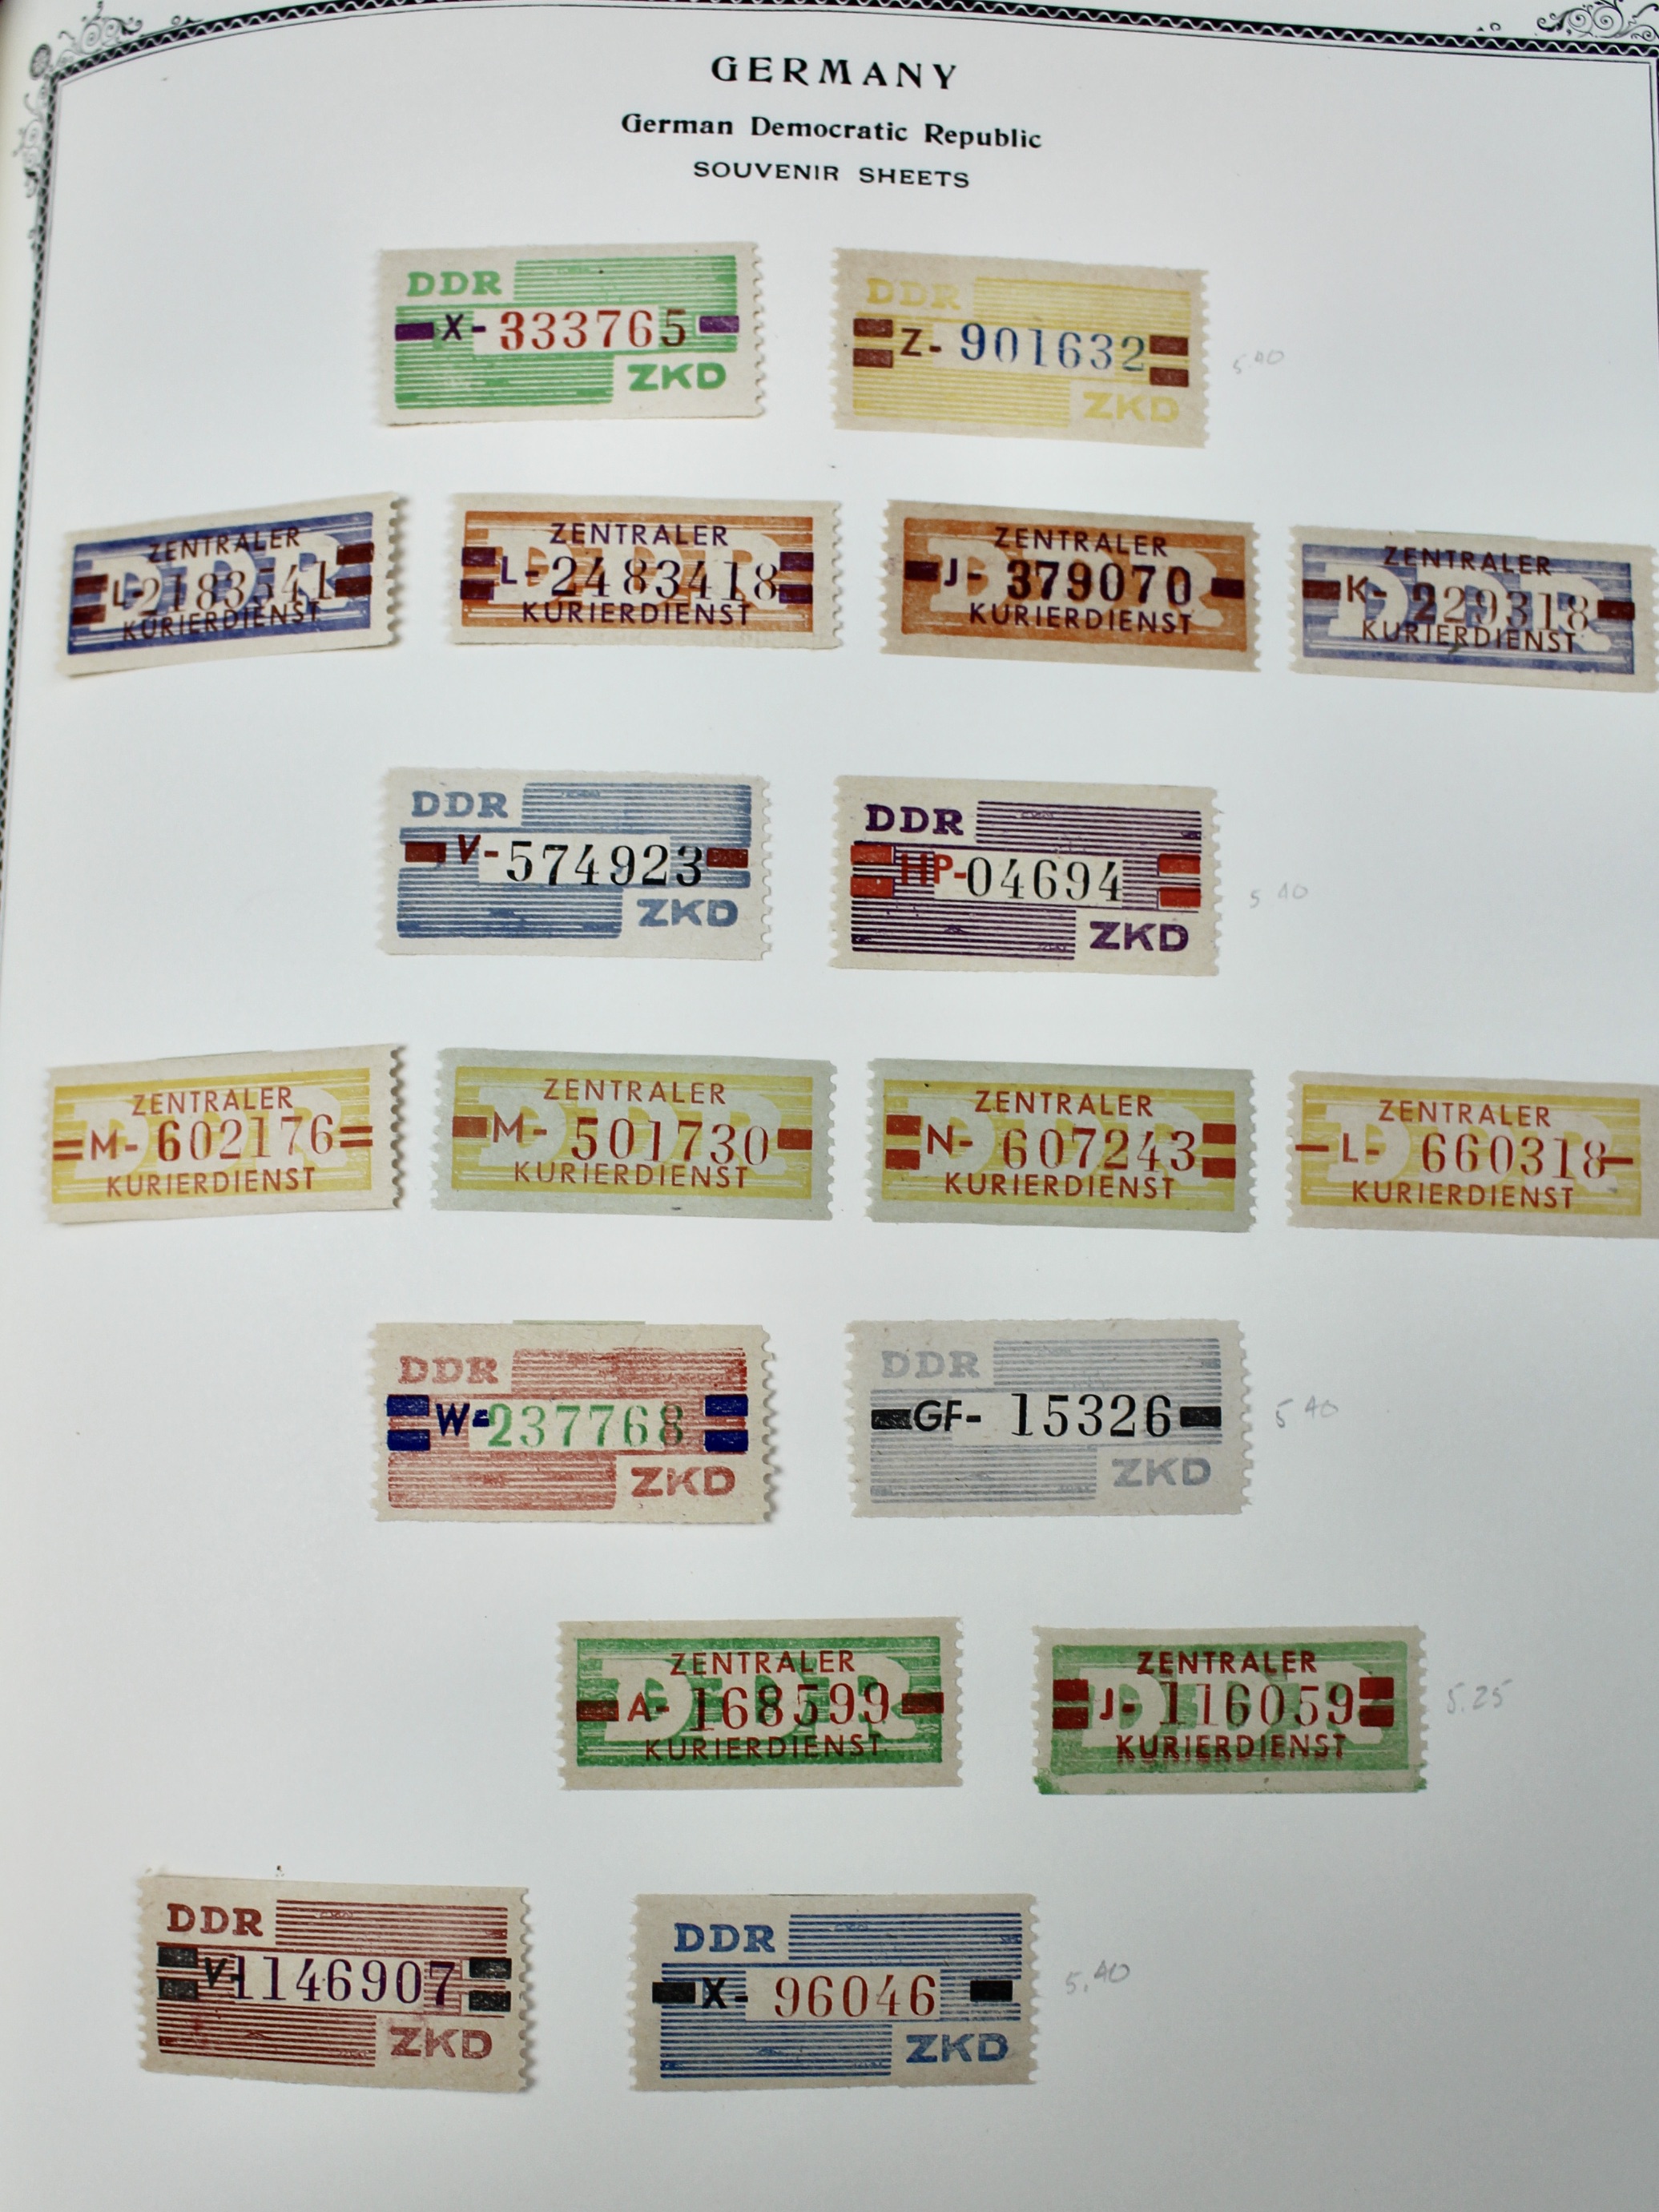 GERMANY
German Democratic Republic
SOUVENIR SHEETS
DDR
X-333765
ZKD
DDR
Z-901632
ZKD
5.40
ZENTRALER
KURIERDIENST
ZENTRALER
L-2483418
KURIERDIENST
ZENTRALER
J-379070
KURIERDIENST
ZENTRALER
K-229318
KURIERDIENST
DDR
V-574923
ZKD
DDR
HP-04694
ZKD
5 40
ZENTRALER
M-602176
KURIERDIENST
ZENTRALER
M-501730
KURIERDIENST
ZENTRALER
N-607243
KURIERDIENST
ZENTRALER
L-660318
KURIERDIENST
DDR
W-237768
ZKD
DDR
GF-15326
ZKD
5 40
ZENTRALER
A-168599
KURIERDIENST
ZENTRALER
J-116059
KURIERDIENST
5.25
DDR
V-1146907
ZKD
DDR
X-96046
ZKD
5.40